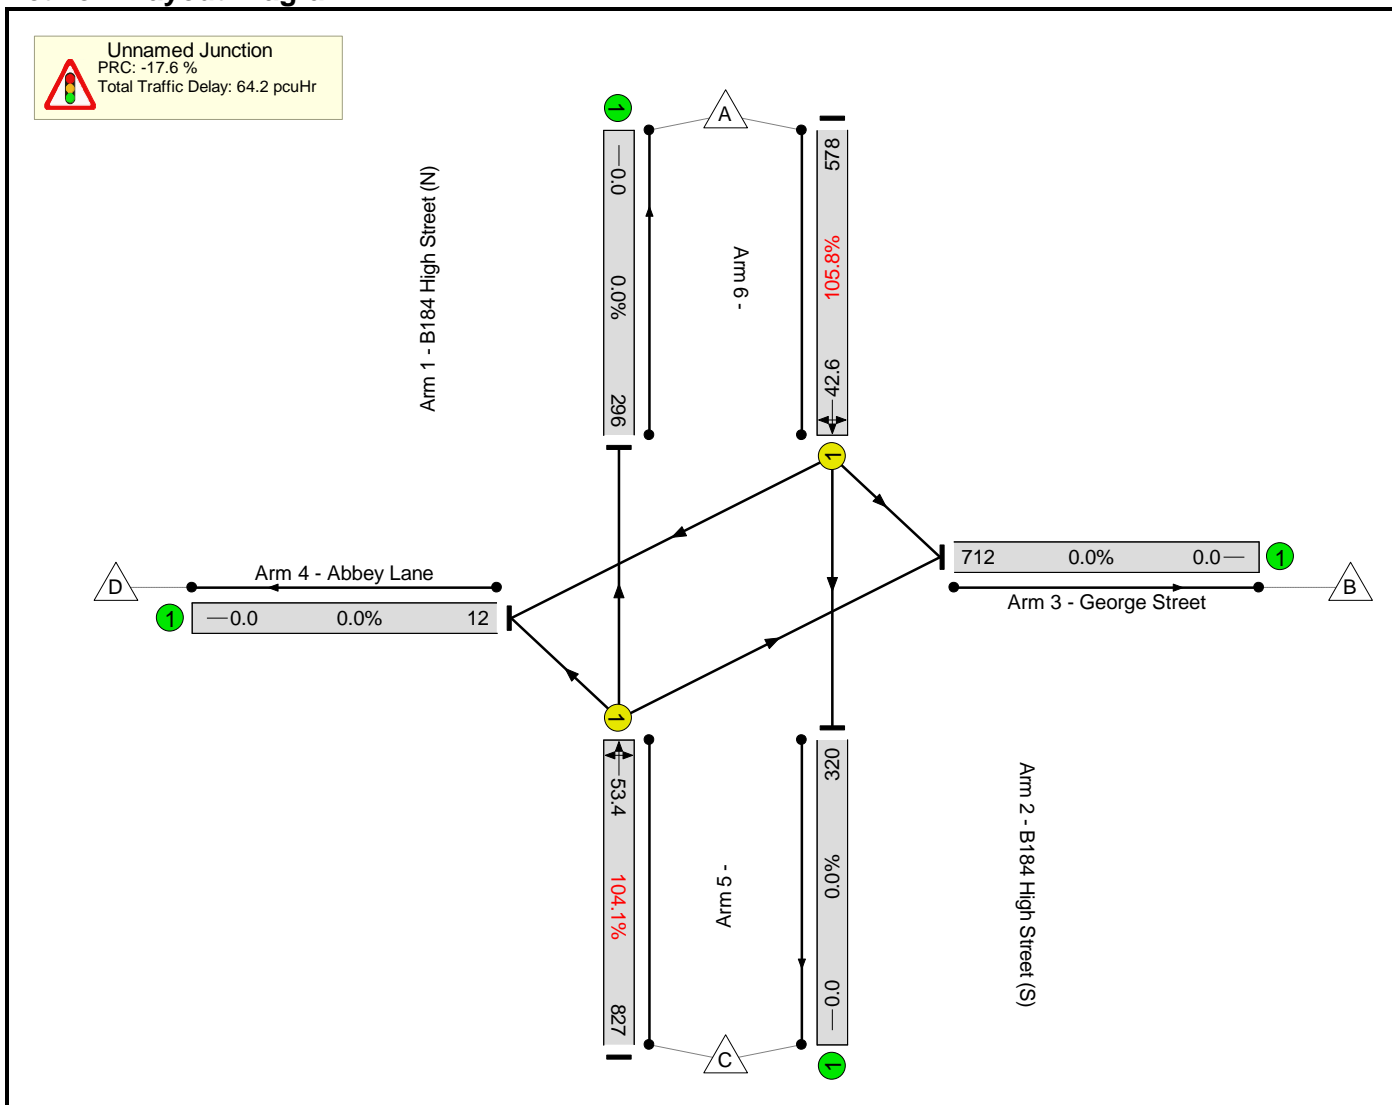 Unnamed Junction
PRC: -17.6 %
Total Traffic Delay: 64.2 pcuHr
1
A
0.0
0.0%
296
578
105.8%
42.6
Arm 1 - B184 High Street (N)
Arm 6 -
1
712 0.0% 0.0
1
B
Arm 3 - George Street
D
Arm 4 - Abbey Lane
1
0.0 0.0% 12
1
53.4
104.1%
827
Arm 5 -
320
0.0%
0.0
Arm 2 - B184 High Street (S)
C
1